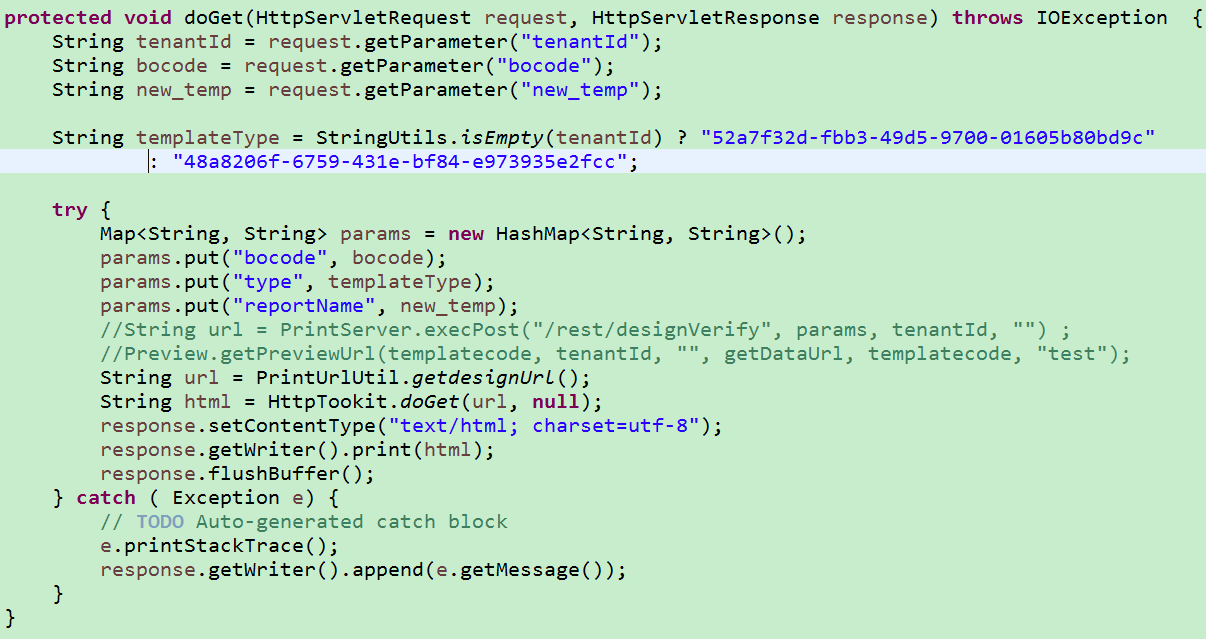 protected void doGet(HttpServletRequest request, HttpServletResponse response) throws IOException  {
    String tenantId = request.getParameter("tenantId");
    String bocode = request.getParameter("bocode");
    String new_temp = request.getParameter("new_temp");

    String templateType = StringUtils.isEmpty(tenantId) ? "52a7f32d-fbb3-49d5-9700-01605b80bd9c"
            : "48a8206f-6759-431e-bf84-e973935e2fcc";

    try {
        Map<String, String> params = new HashMap<String, String>();
        params.put("bocode", bocode);
        params.put("type", templateType);
        params.put("reportName", new_temp);
        //String url = PrintServer.execPost("/rest/designVerify", params, tenantId, "") ;
        //Preview.getPreviewUrl(templatecode, tenantId, "", getDataUrl, templatecode, "test");
        String url = PrintUrlUtil.getdesignUrl();
        String html = HttpTookit.doGet(url, null);
        response.setContentType("text/html; charset=utf-8");
        response.getWriter().print(html);
        response.flushBuffer();
    } catch ( Exception e) {
        // TODO Auto-generated catch block
        e.printStackTrace();
        response.getWriter().append(e.getMessage());
    }
}